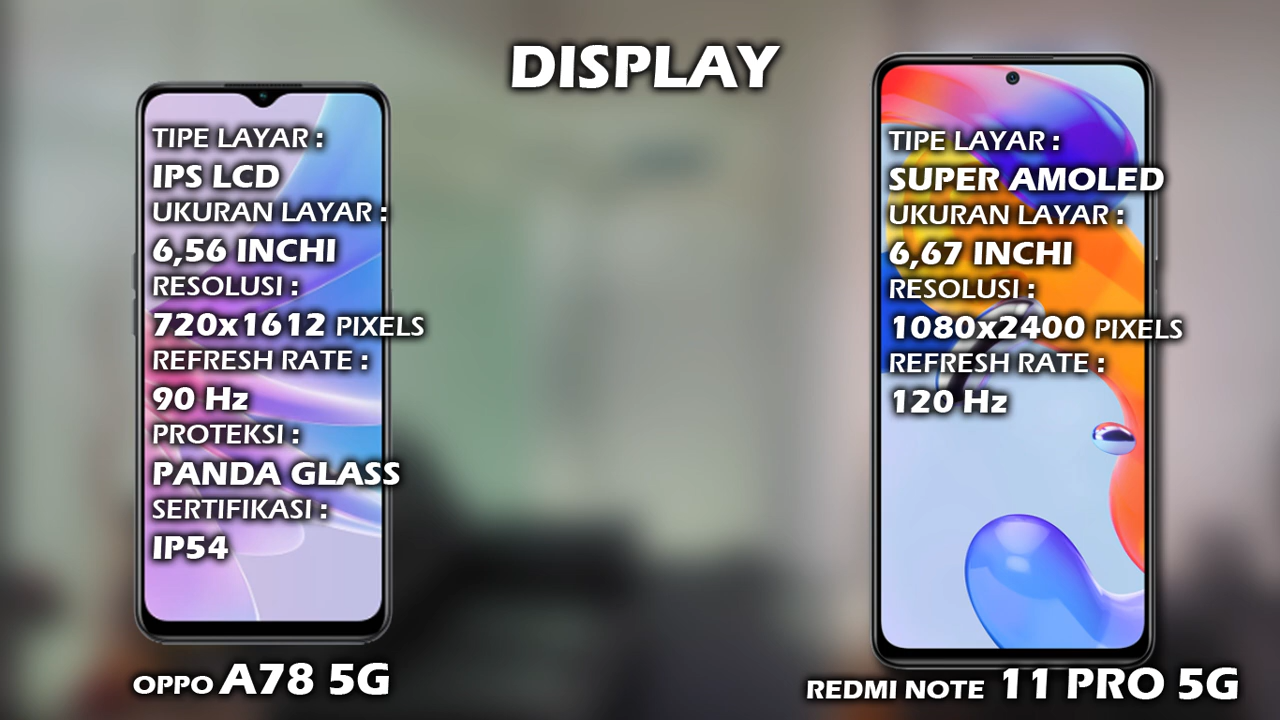 DISPLAY
TIPE LAYAR :
IPS LCD
UKURAN LAYAR :
6,56 INCHI
RESOLUSI :
720x1612 PIXELS
REFRESH RATE :
90 Hz
PROTEKSI :
PANDA GLASS
SERTIFIKASI :
IP54
OPPO A78 5G
TIPE LAYAR :
SUPER AMOLED
UKURAN LAYAR :
6,67 INCHI
RESOLUSI :
1080x2400 PIXELS
REFRESH RATE :
120 Hz
REDMI NOTE 11 PRO 5G